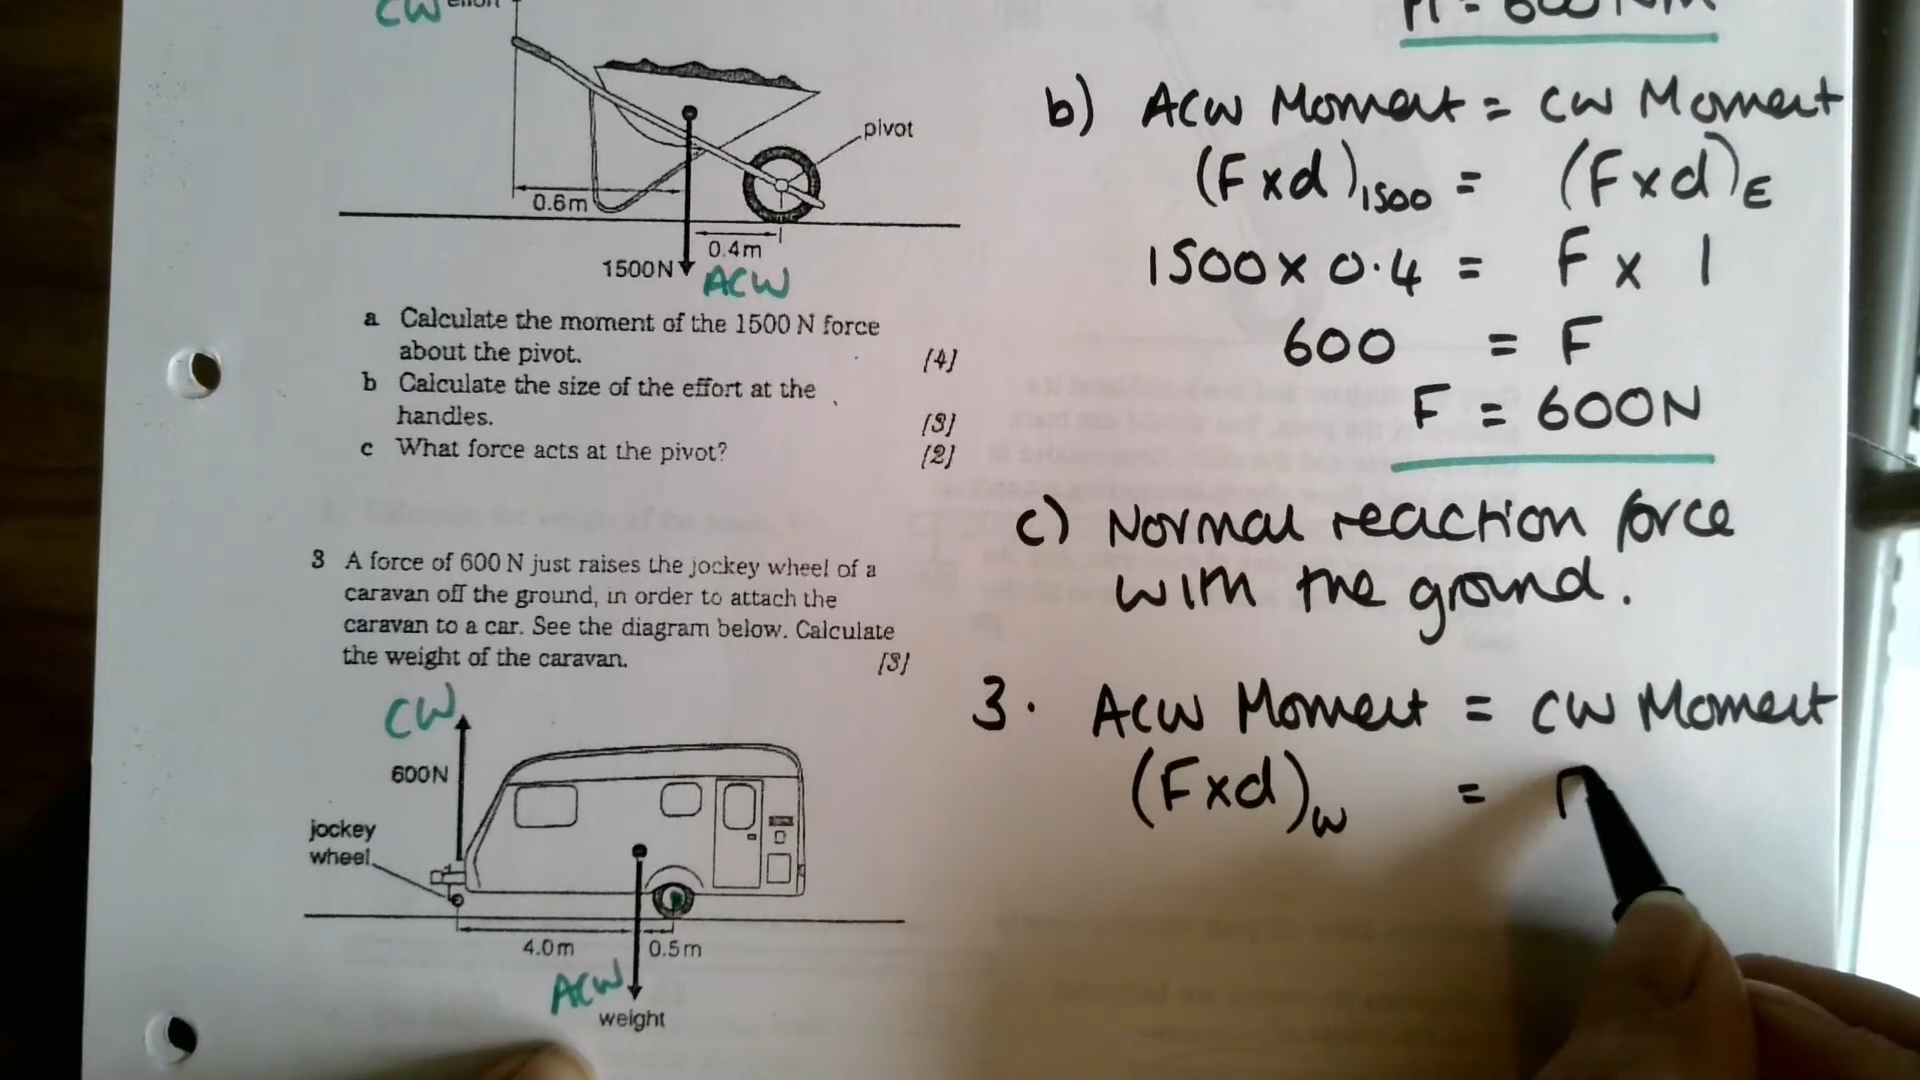 CW effort
M = 600 Nm
pivot
0.6m
0.4m
1500N
ACW
a Calculate the moment of the 1500 N force
about the pivot. [4]
b Calculate the size of the effort at the
handles. [3]
c What force acts at the pivot? [2]
3 A force of 600 N just raises the jockey wheel of a
caravan off the ground, in order to attach the
caravan to a car. See the diagram below. Calculate
the weight of the caravan. [3]
CW
600N
jockey
wheel
4.0m
0.5m
ACW
weight
b) ACW Moment = CW Moment
(F x d)1500 = (F x d)E
1500 x 0.4 = F x 1
600 = F
F = 600N
c) Normal reaction force
with the ground.
3. ACW Moment = CW Moment
(F x d)w =